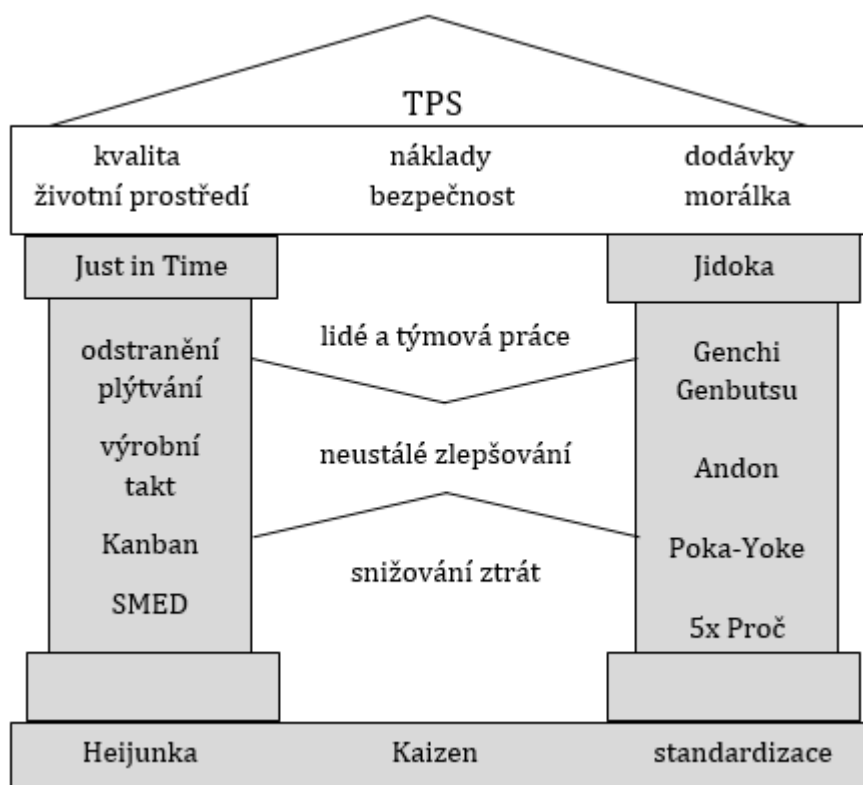 TPS
kvalita náklady dodávky
životní prostředí bezpečnost morálka
Just in Time
Jidoka
odstranění
plýtvání
výrobní
takt
Kanban
SMED
lidé a týmová práce
neustálé zlepšování
snižování ztrát
Genchi
Genbutsu
Andon
Poka-Yoke
5x Proč
Heijunka Kaizen standardizace